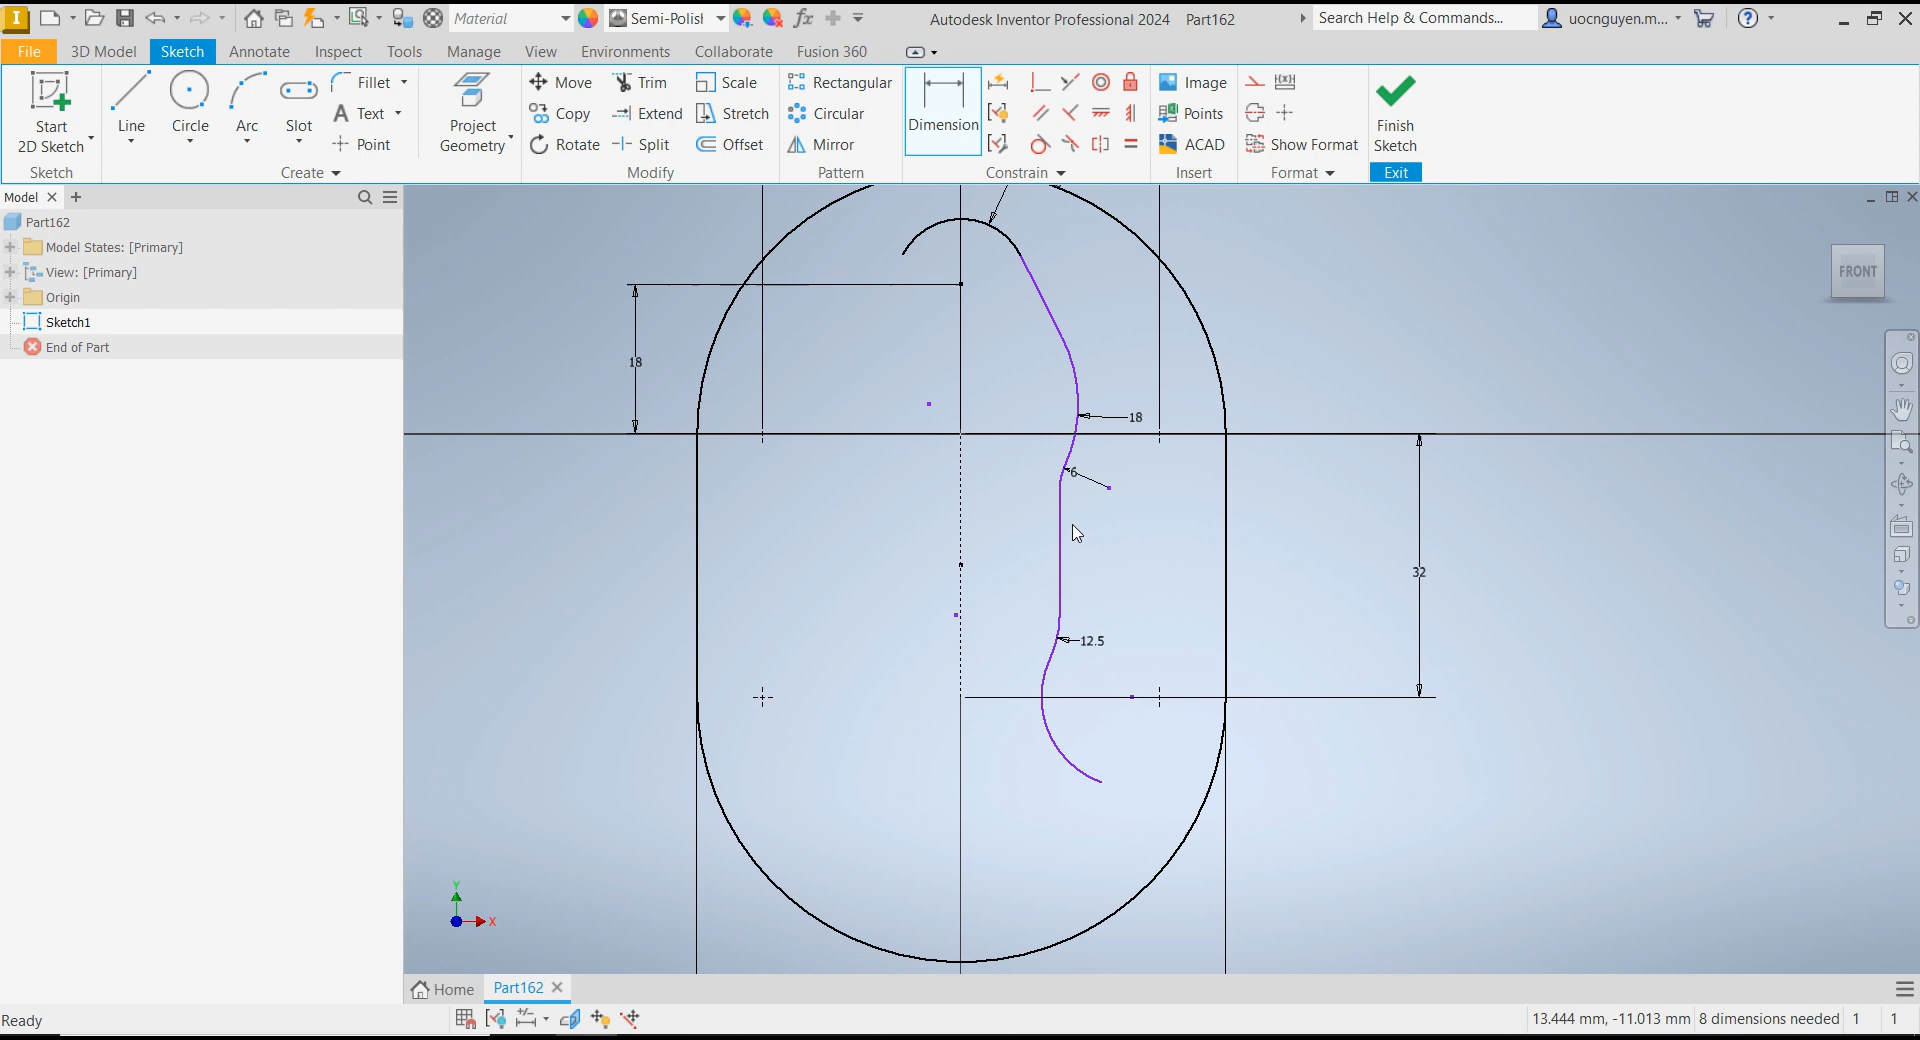 Material
Semi-Polish
Autodesk Inventor Professional 2024 Part162
Search Help & Commands...
uocnguyen.m...
File 3D Model Sketch Annotate Inspect Tools Manage View Environments Collaborate Fusion 360
Start
2D Sketch
Line
Circle
Arc
Slot
Fillet
Text
Point
Project
Geometry
Move
Copy
Rotate
Trim
Extend
Split
Scale
Stretch
Offset
Rectangular
Circular
Mirror
Dimension
Image
Points
ACAD
Show Format
Finish
Sketch
Sketch
Create
Modify
Pattern
Constrain
Insert
Format
Exit
Model
Part162
Model States: [Primary]
View: [Primary]
Origin
Sketch1
End of Part
FRONT
18
18
6
32
12.5
Y
X
Home
Part162
Ready
13.444 mm, -11.013 mm 8 dimensions needed 1 1